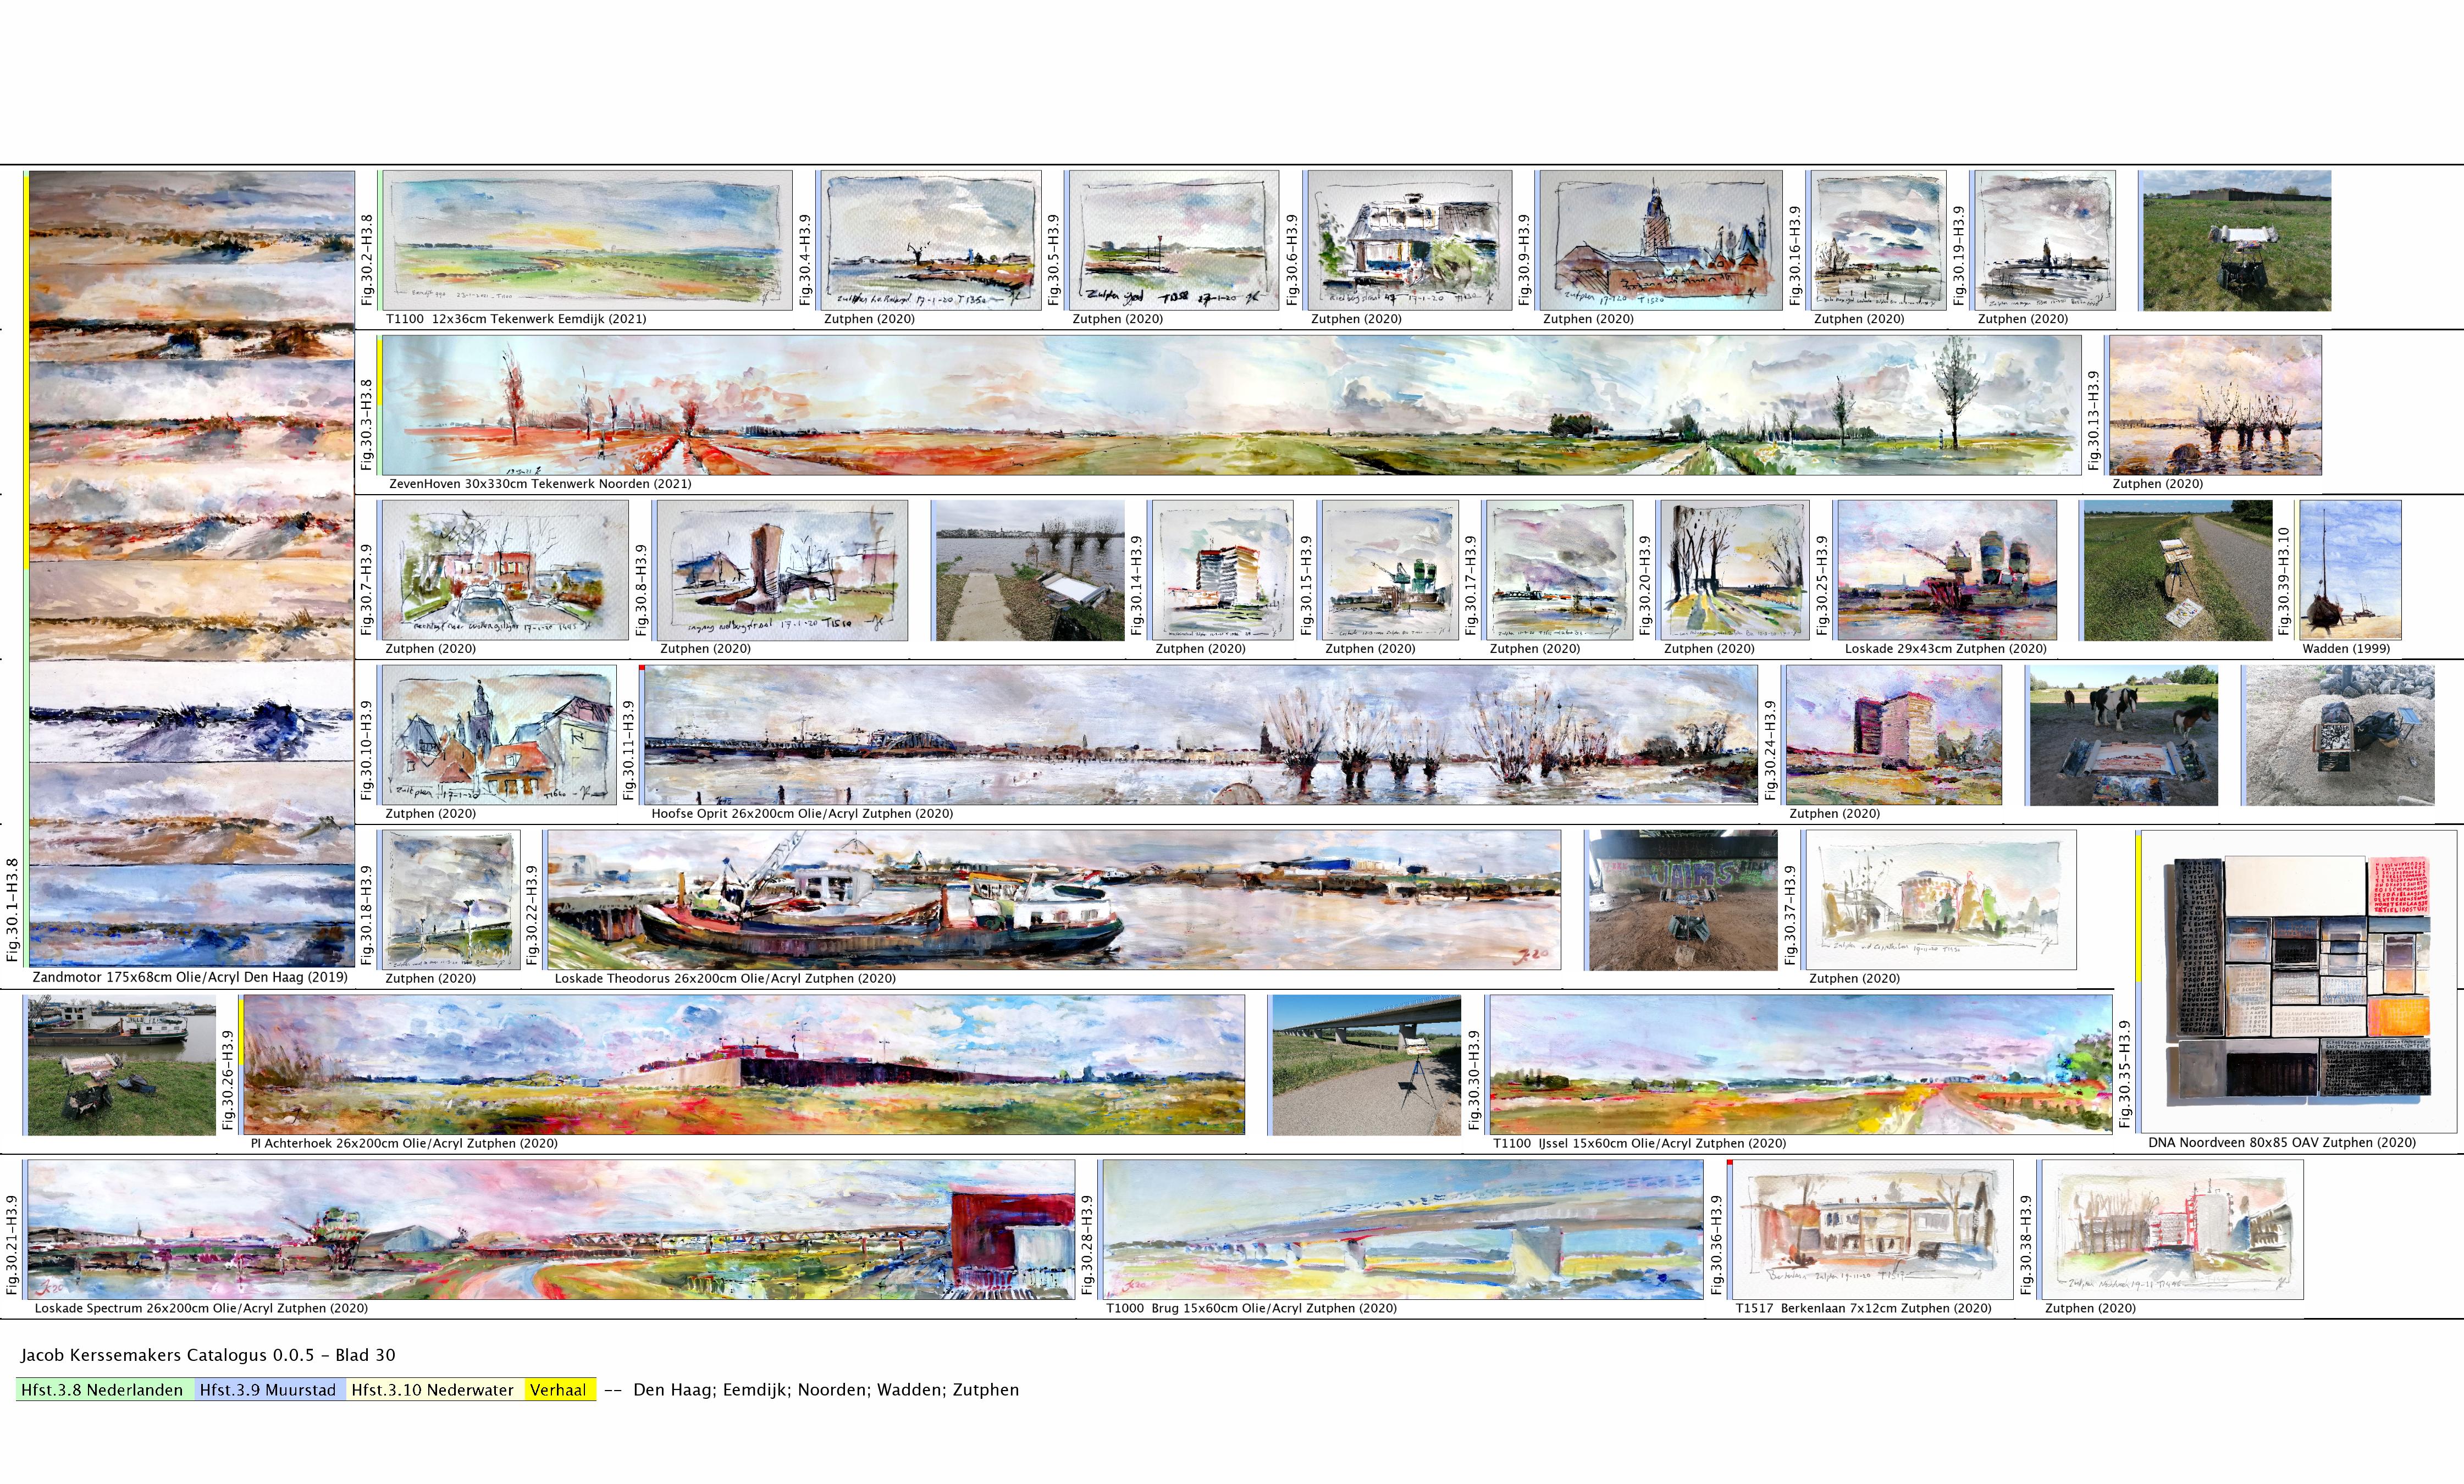 Fig.30.1-H3.8
Zandmotor 175x68cm Olie/Acryl Den Haag (2019)
Fig.30.2-H3.8
T1100 12x36cm Tekenwerk Eemdijk (2021)
Fig.30.4-H3.9
Zutphen (2020)
Fig.30.5-H3.9
Zutphen (2020)
Fig.30.6-H3.9
Zutphen (2020)
Fig.30.9-H3.9
Zutphen 17-1-20 T1520
Zutphen (2020)
Fig.30.16-H3.9
Zutphen (2020)
Fig.30.19-H3.9
Zutphen (2020)
Fig.30.3-H3.8
ZevenHoven 30x330cm Tekenwerk Noorden (2021)
Fig.30.13-H3.9
Zutphen (2020)
Fig.30.7-H3.9
Zutphen (2020)
Fig.30.8-H3.9
Zutphen (2020)
Fig.30.14-H3.9
Zutphen (2020)
Fig.30.15-H3.9
Zutphen (2020)
Fig.30.17-H3.9
Zutphen (2020)
Fig.30.20-H3.9
Zutphen (2020)
Fig.30.25-H3.9
Loskade 29x43cm Zutphen (2020)
Fig.30.39-H3.10
Wadden (1999)
Fig.30.10-H3.9
Zutphen (2020)
Fig.30.11-H3.9
Hoofse Oprit 26x200cm Olie/Acryl Zutphen (2020)
Fig.30.24-H3.9
Zutphen (2020)
Fig.30.18-H3.9
Zutphen (2020)
Fig.30.22-H3.9
Loskade Theodorus 26x200cm Olie/Acryl Zutphen (2020)
Fig.30.37-H3.9
Zutphen (2020)
Fig.30.35-H3.9
DNA Noordveen 80x85 OAV Zutphen (2020)
Fig.30.26-H3.9
PI Achterhoek 26x200cm Olie/Acryl Zutphen (2020)
Fig.30.30-H3.9
T1100 IJssel 15x60cm Olie/Acryl Zutphen (2020)
Fig.30.21-H3.9
Loskade Spectrum 26x200cm Olie/Acryl Zutphen (2020)
Fig.30.28-H3.9
T1000 Brug 15x60cm Olie/Acryl Zutphen (2020)
Fig.30.36-H3.9
T1517 Berkenlaan 7x12cm Zutphen (2020)
Fig.30.38-H3.9
Zutphen (2020)
Jacob Kerssemakers Catalogus 0.0.5 - Blad 30
Hfst.3.8 Nederlanden Hfst.3.9 Muurstad Hfst.3.10 Nederwater Verhaal -- Den Haag; Eemdijk; Noorden; Wadden; Zutphen